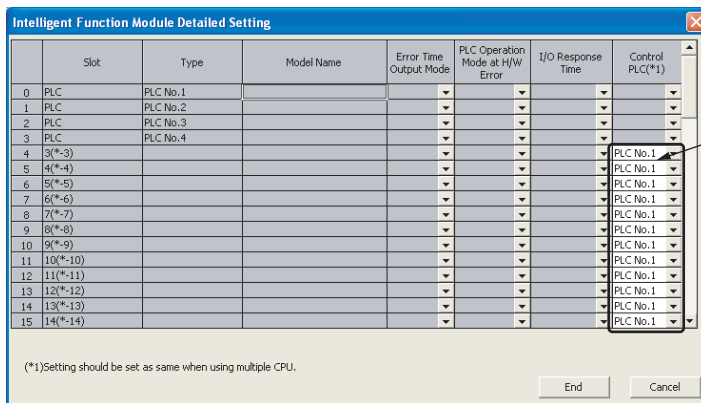 Intelligent Function Module Detailed Setting
Slot Type Model Name Error Time Output Mode PLC Operation Mode at H/W Error I/O Response Time Control PLC(*1)
0 PLC PLC No.1
1 PLC PLC No.2
2 PLC PLC No.3
3 PLC PLC No.4
4 3(*-3) PLC No.1
5 4(*-4) PLC No.1
6 5(*-5) PLC No.1
7 6(*-6) PLC No.1
8 7(*-7) PLC No.1
9 8(*-8) PLC No.1
10 9(*-9) PLC No.1
11 10(*-10) PLC No.1
12 11(*-11) PLC No.1
13 12(*-12) PLC No.1
14 13(*-13) PLC No.1
15 14(*-14) PLC No.1
(*1)Setting should be set as same when using multiple CPU.
End Cancel